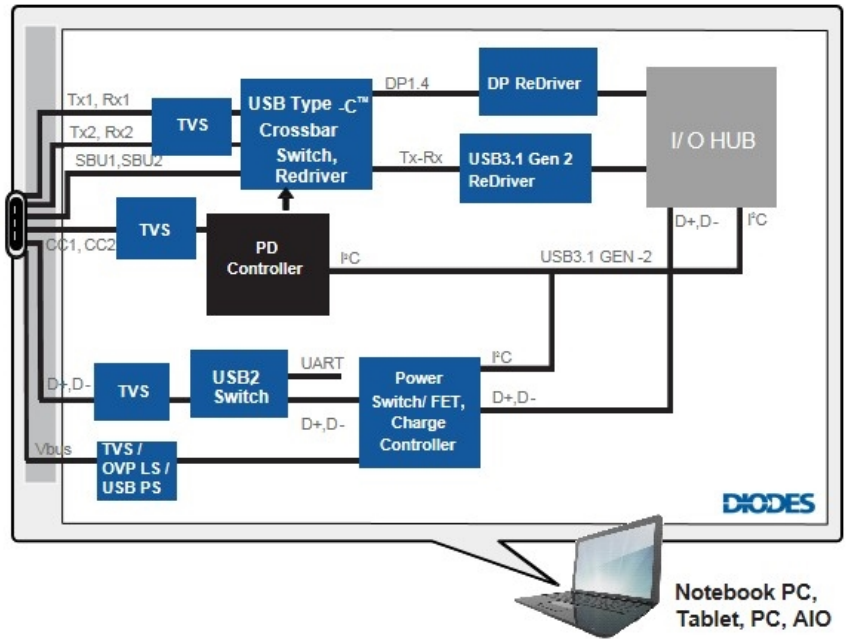 DP1.4
DP ReDriver
Tx1, Rx1
USB Type -C™
Crossbar
Switch,
Redriver
TVS
Tx2, Rx2
I/ O HUB
SBU1,SBU2
Tx-Rx
USB3.1 Gen 2
ReDriver
TVS
CC1, CC2
PD
Controller
I²C
D+,D-
I²C
USB3.1 GEN -2
I²C
UART
D+,D-
TVS
USB2
Switch
Power
Switch/ FET,
Charge
Controller
D+,D-
D+,D-
Vbus
TVS /
OVP LS /
USB PS
DIODES
Notebook PC,
Tablet, PC, AIO